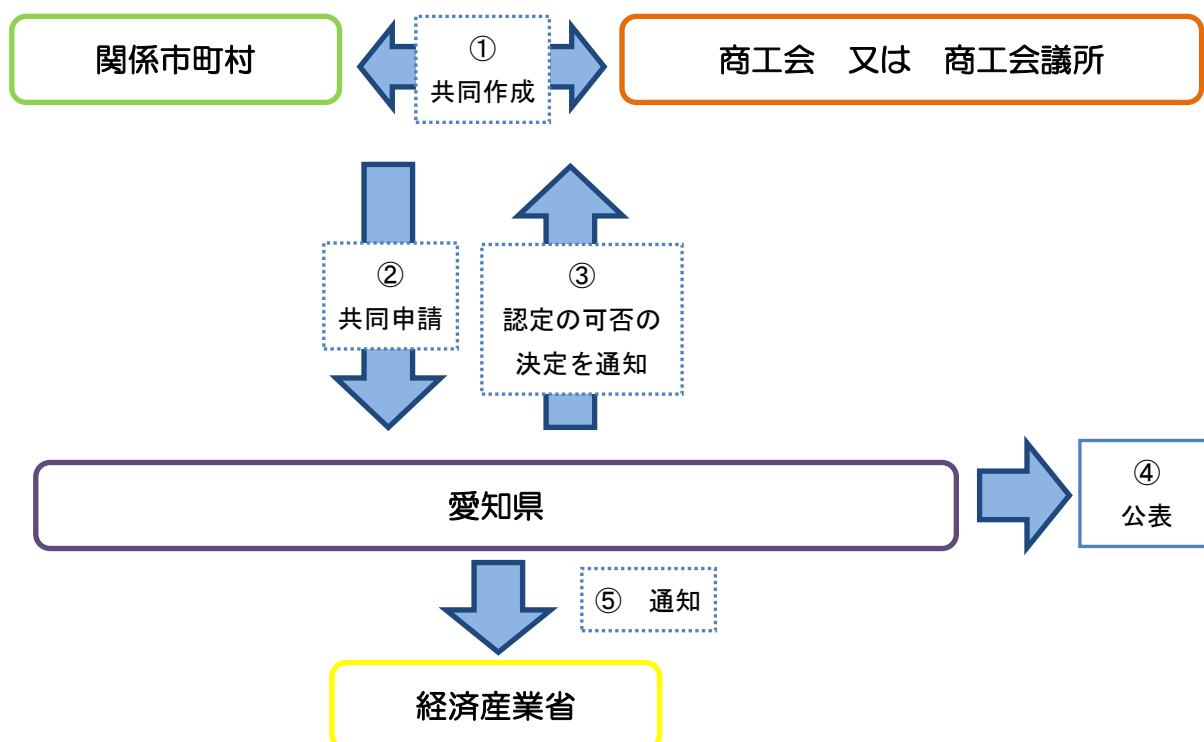 関係市町村
①
共同作成
商工会　又は　商工会議所
②
共同申請
③
認定の可否の
決定を通知
愛知県
④
公表
⑤　通知
経済産業省